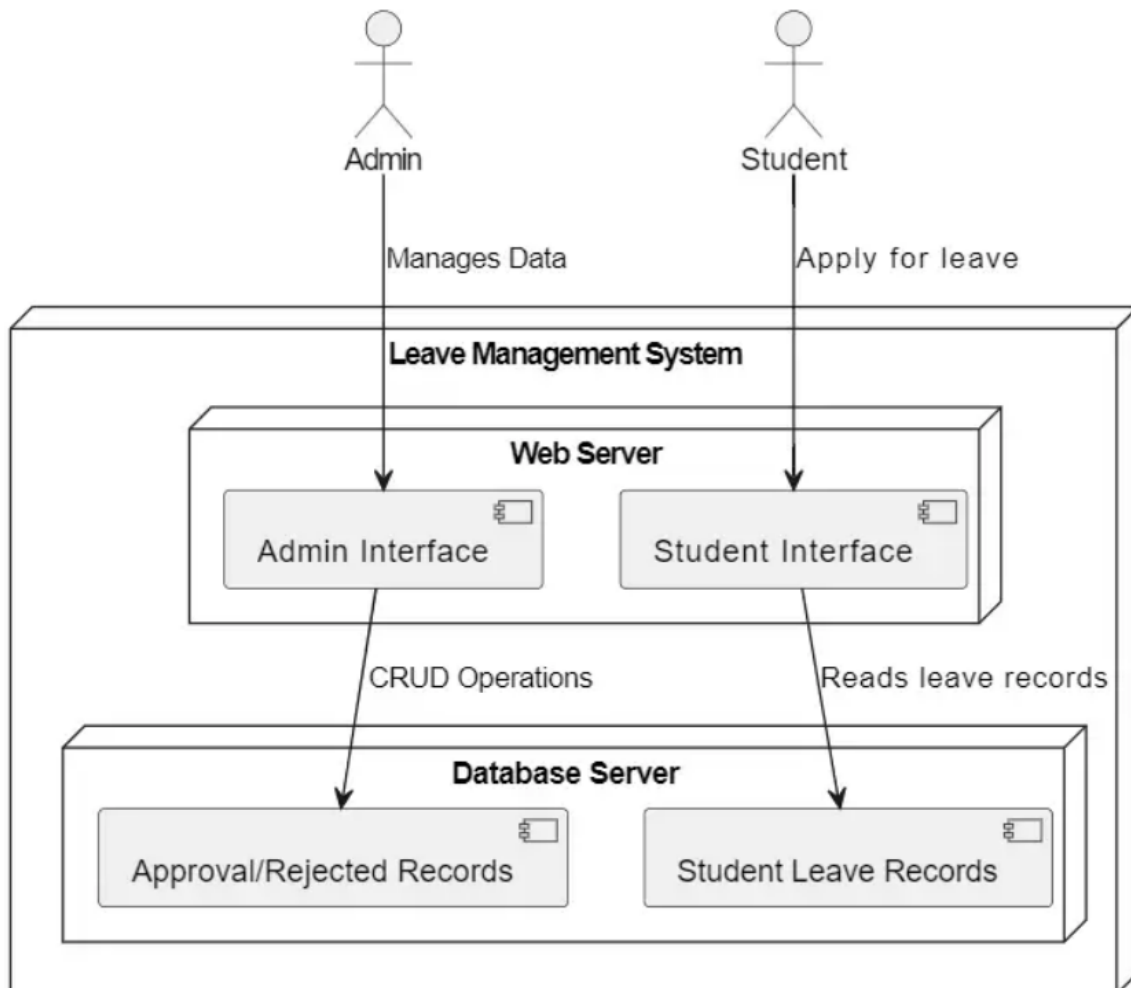 Admin
Student
Manages Data
Apply for leave
Leave Management System
Web Server
Admin Interface
Student Interface
CRUD Operations
Reads leave records
Database Server
Approval/Rejected Records
Student Leave Records